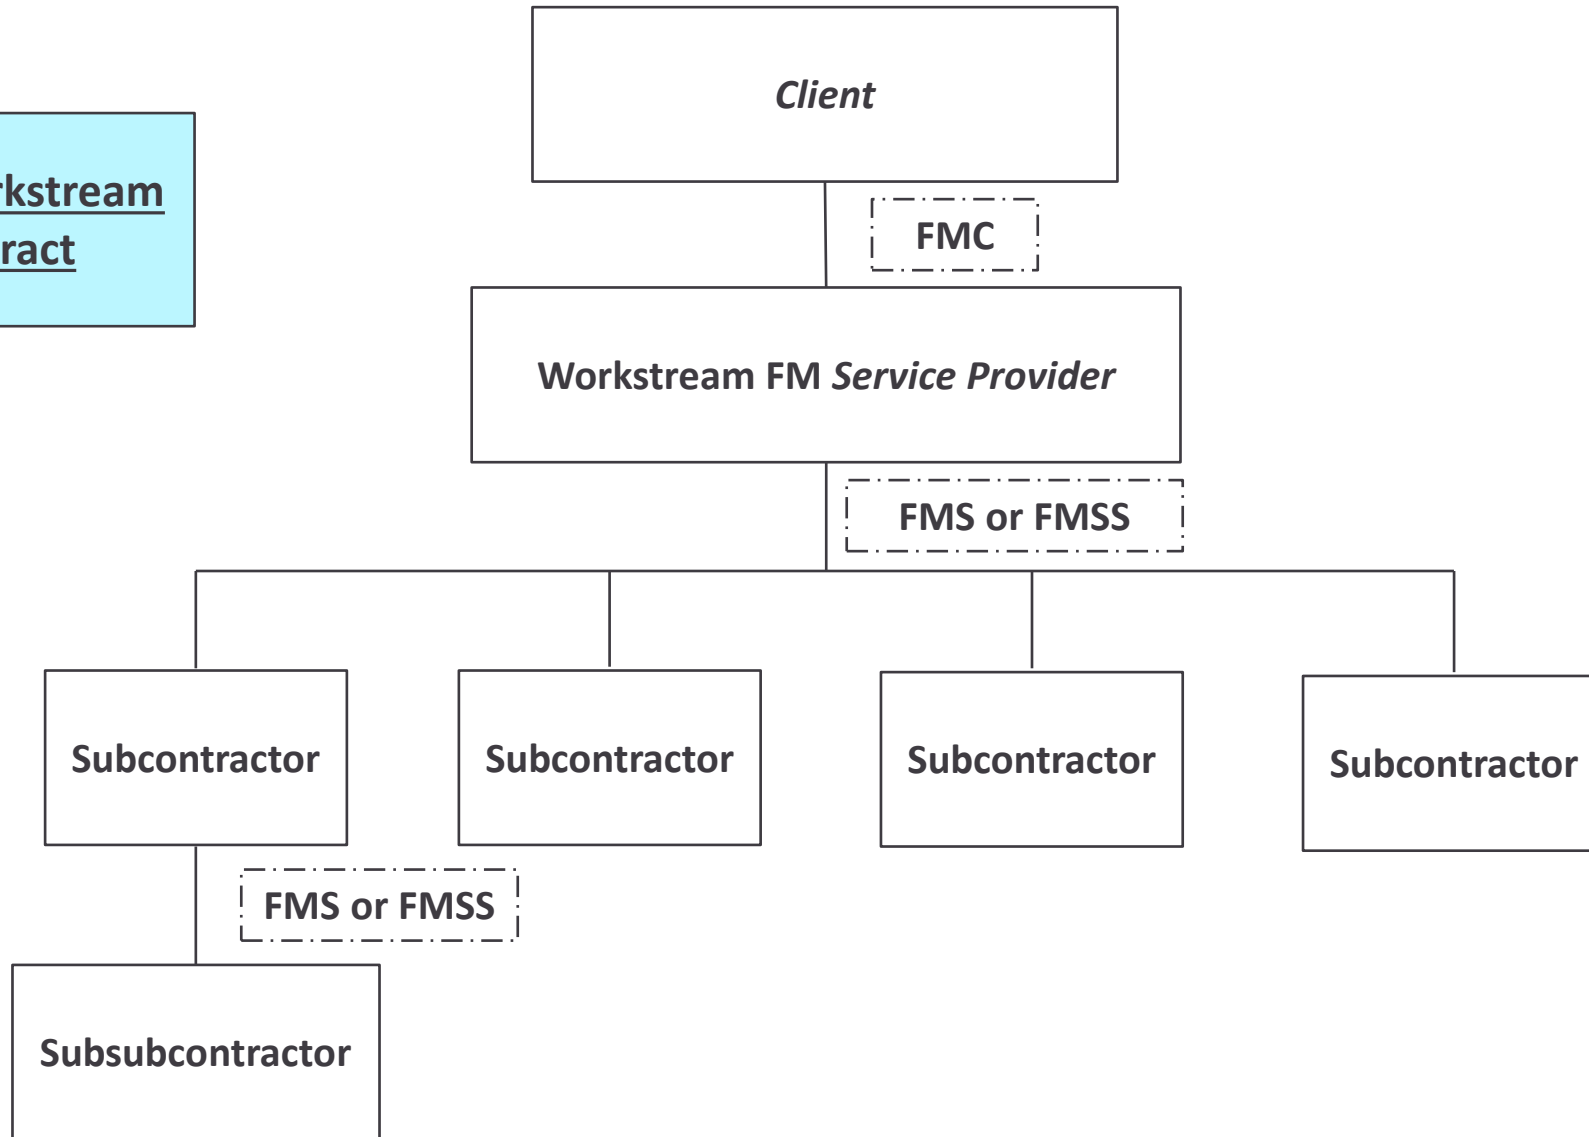 Client
rkstream
ract
FMC
Workstream FM Service Provider
FMS or FMSS
Subcontractor
Subcontractor
Subcontractor
Subcontractor
FMS or FMSS
Subsubcontractor